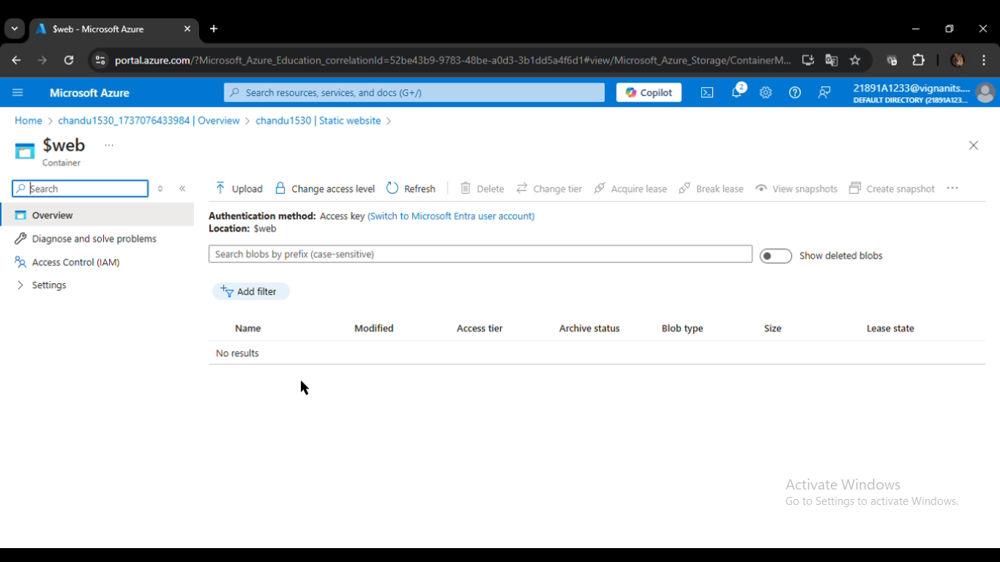 $web - Microsoft Azure
portal.azure.com/?Microsoft_Azure_Education_correlationId=52be43b9-9783-48be-a0d3-3b1dd5a4f6d1#view/Microsoft_Azure_Storage/ContainerM...
Microsoft Azure
Search resources, services, and docs (G+/)
Copilot
2
21891A1233@vignanits....
DEFAULT DIRECTORY (21891A123...
Home > chandu1530_1737076433984 | Overview > chandu1530 | Static website >
$web ...
Container
Search
Upload Change access level Refresh Delete Change tier Acquire lease Break lease View snapshots Create snapshot ...
Overview
Diagnose and solve problems
Access Control (IAM)
Settings
Authentication method: Access key (Switch to Microsoft Entra user account)
Location: $web
Search blobs by prefix (case-sensitive)
Show deleted blobs
Add filter
Name Modified Access tier Archive status Blob type Size Lease state
No results
Activate Windows
Go to Settings to activate Windows.